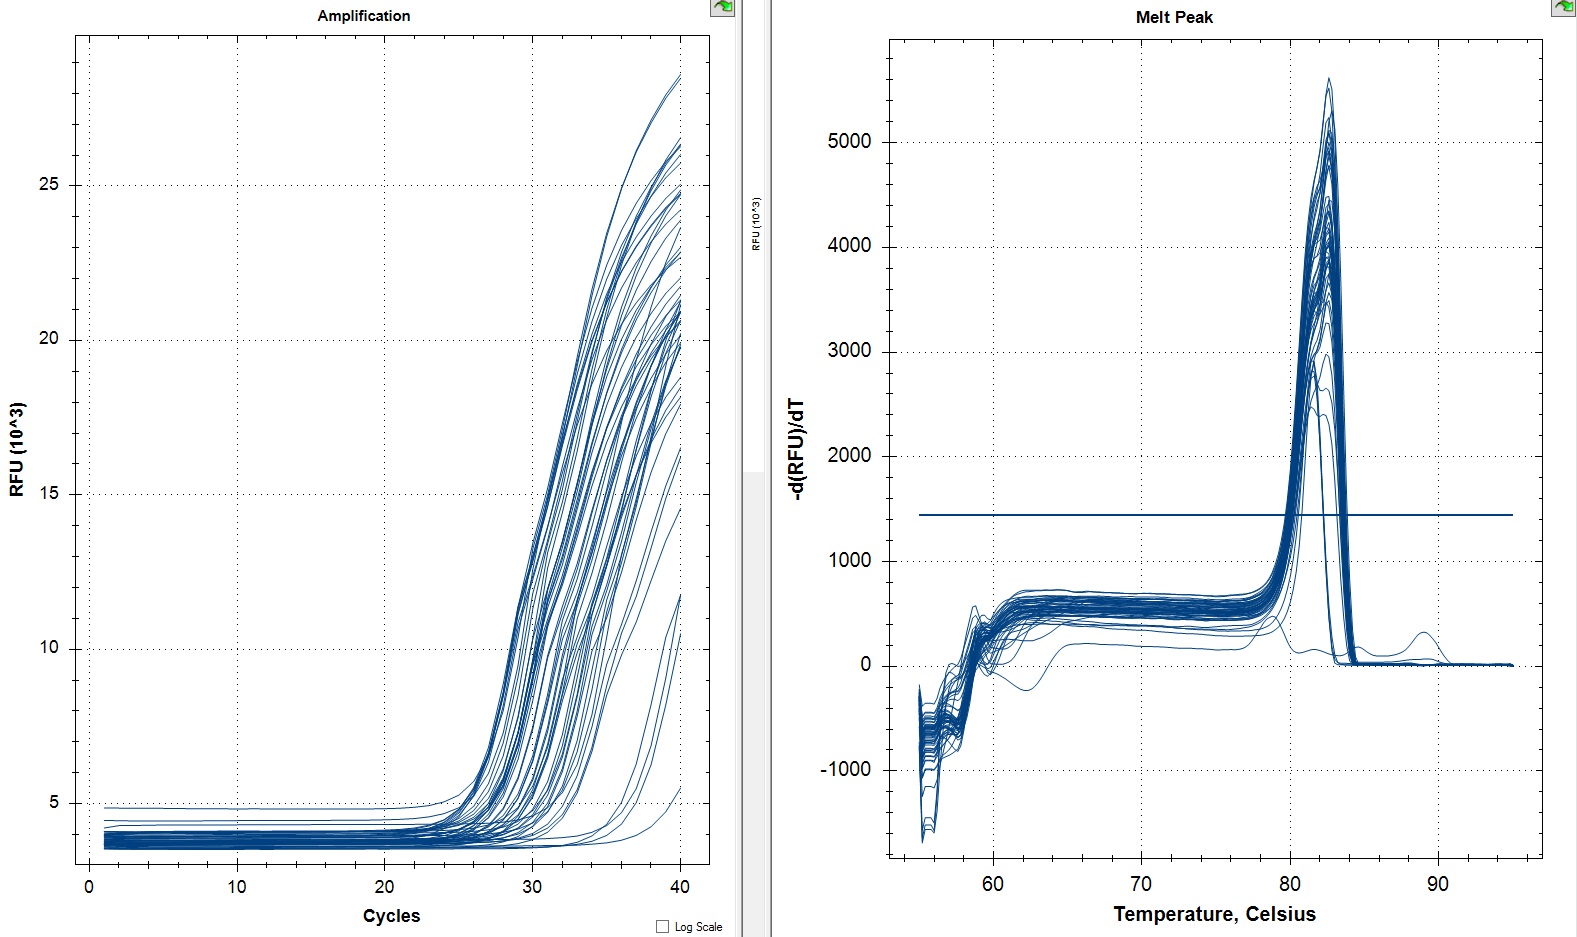 Amplification
25
20
15
10
5
RFU (10^3)
0
10
20
30
40
Cycles
Log Scale
RFU (10^3)
Melt Peak
5000
4000
3000
2000
1000
0
-1000
-d(RFU)/dT
60
70
80
90
Temperature, Celsius